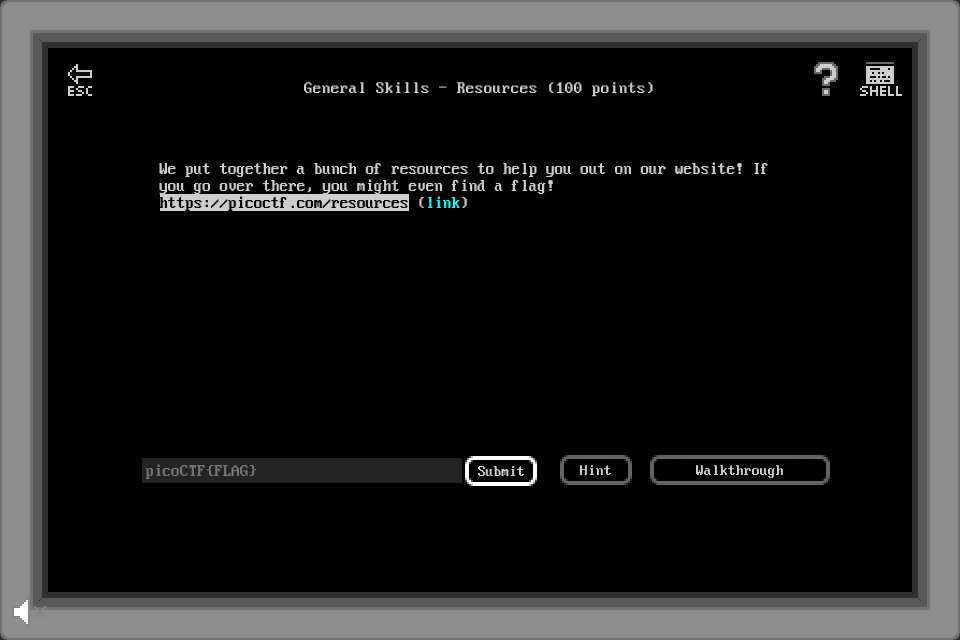 ESC
General Skills - Resources (100 points)
?
SHELL
We put together a bunch of resources to help you out on our website! If
you go over there, you might even find a flag!
https://picoctf.com/resources (link)
picoCTF{FLAG}
Submit
Hint
Walkthrough